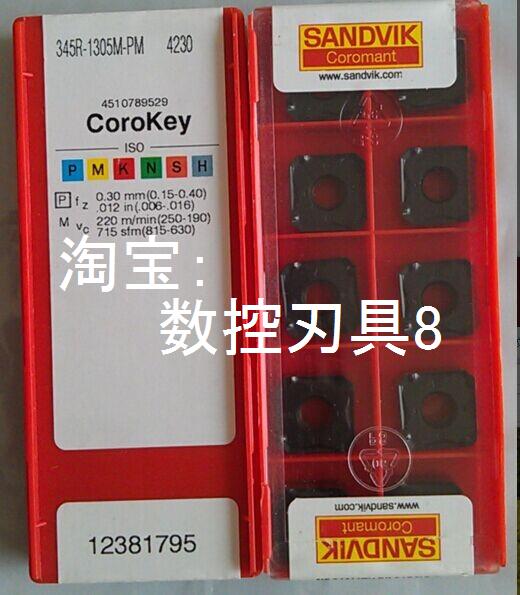 345R-1305M-PM 4230
4510789529
CoroKey
ISO
P M K N S H
P fz 0.30 mm(0.15-0.40)
.012 in(.006-.016)
M vc 220 m/min(250-190)
715 sfm(815-630)
淘宝:
数控刃具8
12381795
SANDVIK
Coromant
www.sandvik.com
www.sandvik.com
SANDVIK
Coromant